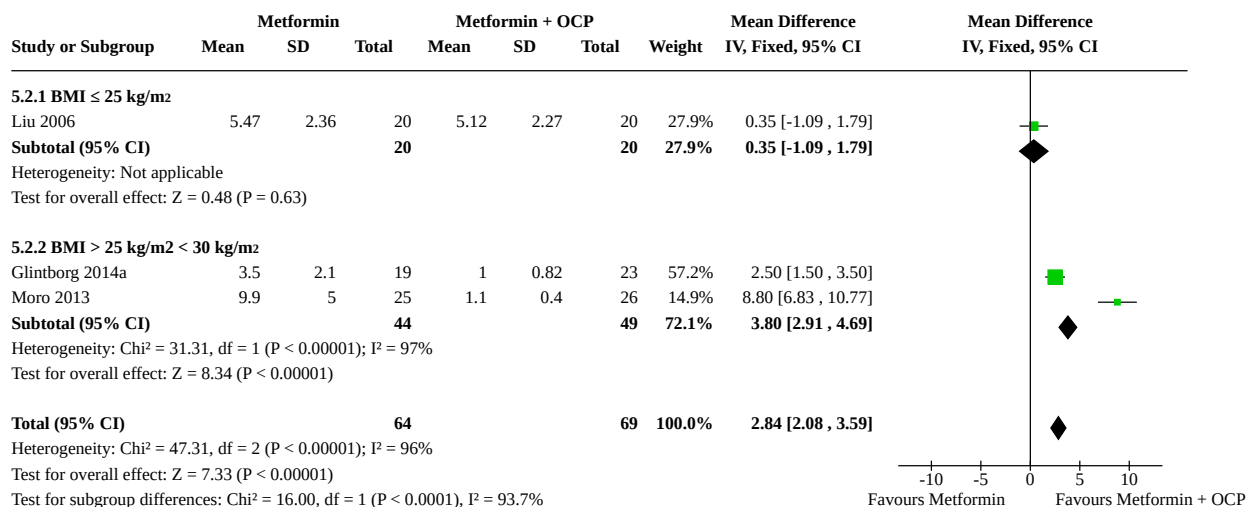 Metformin Metformin + OCP Mean Difference Mean Difference
Study or Subgroup Mean SD Total Mean SD Total Weight IV, Fixed, 95% CI IV, Fixed, 95% CI
5.2.1 BMI ≤ 25 kg/m2
Liu 2006 5.47 2.36 20 5.12 2.27 20 27.9% 0.35 [-1.09 , 1.79]
Subtotal (95% CI) 20 20 27.9% 0.35 [-1.09 , 1.79]
Heterogeneity: Not applicable
Test for overall effect: Z = 0.48 (P = 0.63)
5.2.2 BMI > 25 kg/m2 < 30 kg/m2
Glintborg 2014a 3.5 2.1 19 1 0.82 23 57.2% 2.50 [1.50 , 3.50]
Moro 2013 9.9 5 25 1.1 0.4 26 14.9% 8.80 [6.83 , 10.77]
Subtotal (95% CI) 44 49 72.1% 3.80 [2.91 , 4.69]
Heterogeneity: Chi² = 31.31, df = 1 (P < 0.00001); I² = 97%
Test for overall effect: Z = 8.34 (P < 0.00001)
Total (95% CI) 64 69 100.0% 2.84 [2.08 , 3.59]
Heterogeneity: Chi² = 47.31, df = 2 (P < 0.00001); I² = 96%
Test for overall effect: Z = 7.33 (P < 0.00001)
Test for subgroup differences: Chi² = 16.00, df = 1 (P < 0.0001), I² = 93.7%
-10 -5 0 5 10
Favours Metformin Favours Metformin + OCP